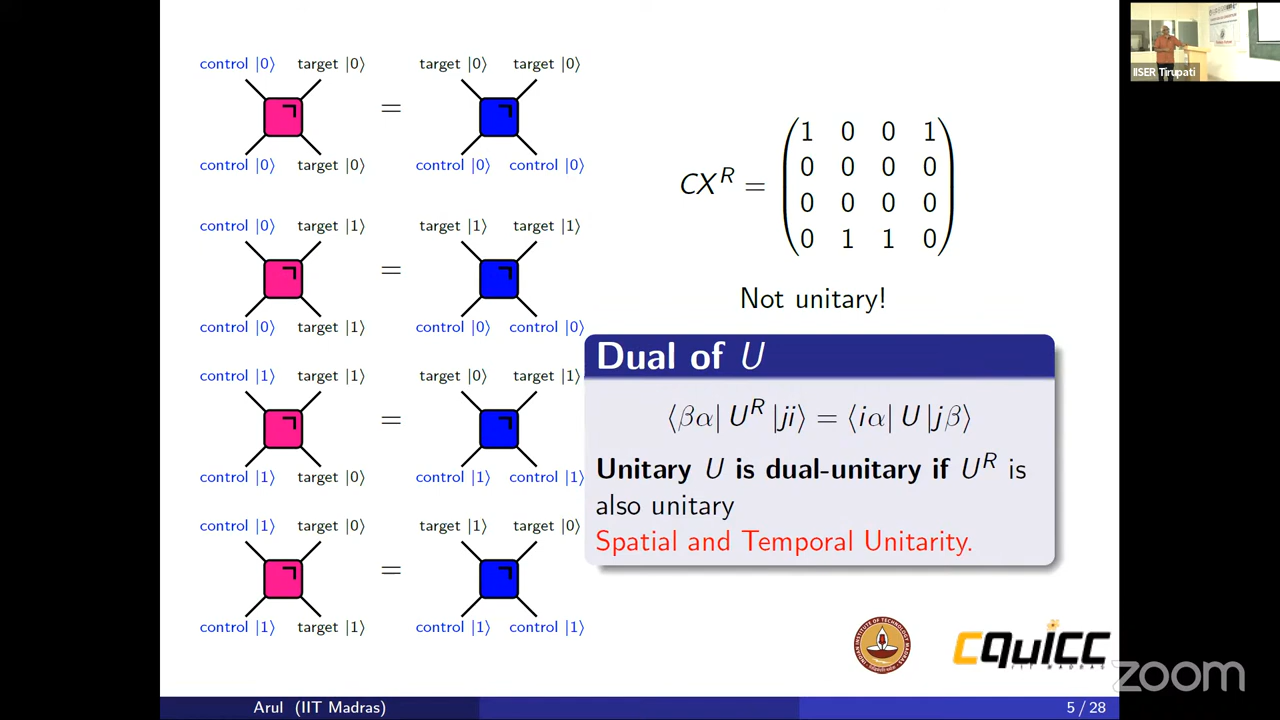 control |0⟩ target |0⟩ target |0⟩ target |0⟩
=
control |0⟩ target |0⟩ control |0⟩ control |0⟩
control |0⟩ target |1⟩ target |1⟩ target |1⟩
=
control |0⟩ target |1⟩ control |0⟩ control |0⟩
control |1⟩ target |1⟩ target |0⟩ target |1⟩
=
control |1⟩ target |0⟩ control |1⟩ control |1⟩
control |1⟩ target |0⟩ target |1⟩ target |0⟩
=
control |1⟩ target |1⟩ control |1⟩ control |1⟩
1 0 0 1
0 0 0 0
CX^R =
0 0 0 0
0 1 1 0
Not unitary!
Dual of U
⟨βα| U^R |ji⟩ = ⟨iα| U |jβ⟩
Unitary U is dual-unitary if U^R is
also unitary
Spatial and Temporal Unitarity.
CQuICC
IIT MADRAS
zoom
Arul (IIT Madras)
5 / 28
IISER Tirupati